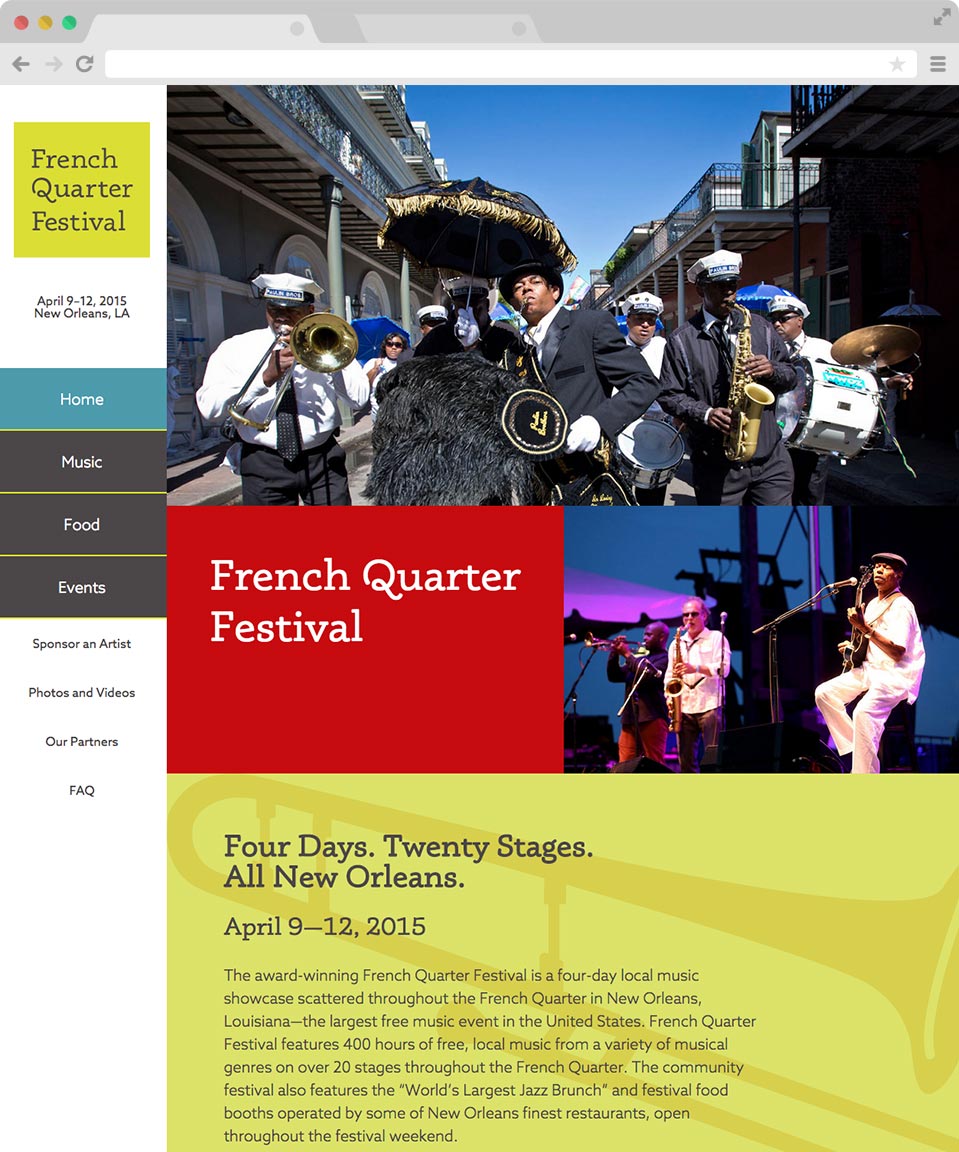 French
Quarter
Festival
April 9–12, 2015
New Orleans, LA
Home
Music
Food
Events
Sponsor an Artist
Photos and Videos
Our Partners
FAQ
PAULIN BROS
WWOZ
French Quarter
Festival
Four Days. Twenty Stages.
All New Orleans.
April 9—12, 2015
The award-winning French Quarter Festival is a four-day local music
showcase scattered throughout the French Quarter in New Orleans,
Louisiana—the largest free music event in the United States. French Quarter
Festival features 400 hours of free, local music from a variety of musical
genres on over 20 stages throughout the French Quarter. The community
festival also features the “World’s Largest Jazz Brunch” and festival food
booths operated by some of New Orleans finest restaurants, open
throughout the festival weekend.